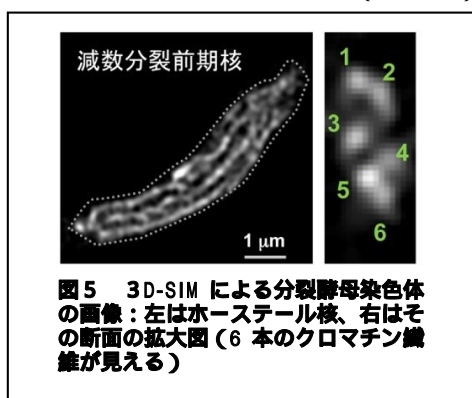 減数分裂前期核
1
2
3
4
5
6
1 μm
図5 3D-SIM による分裂酵母染色体
の画像：左はホーステール核、右はそ
の断面の拡大図（6 本のクロマチン繊
維が見える）